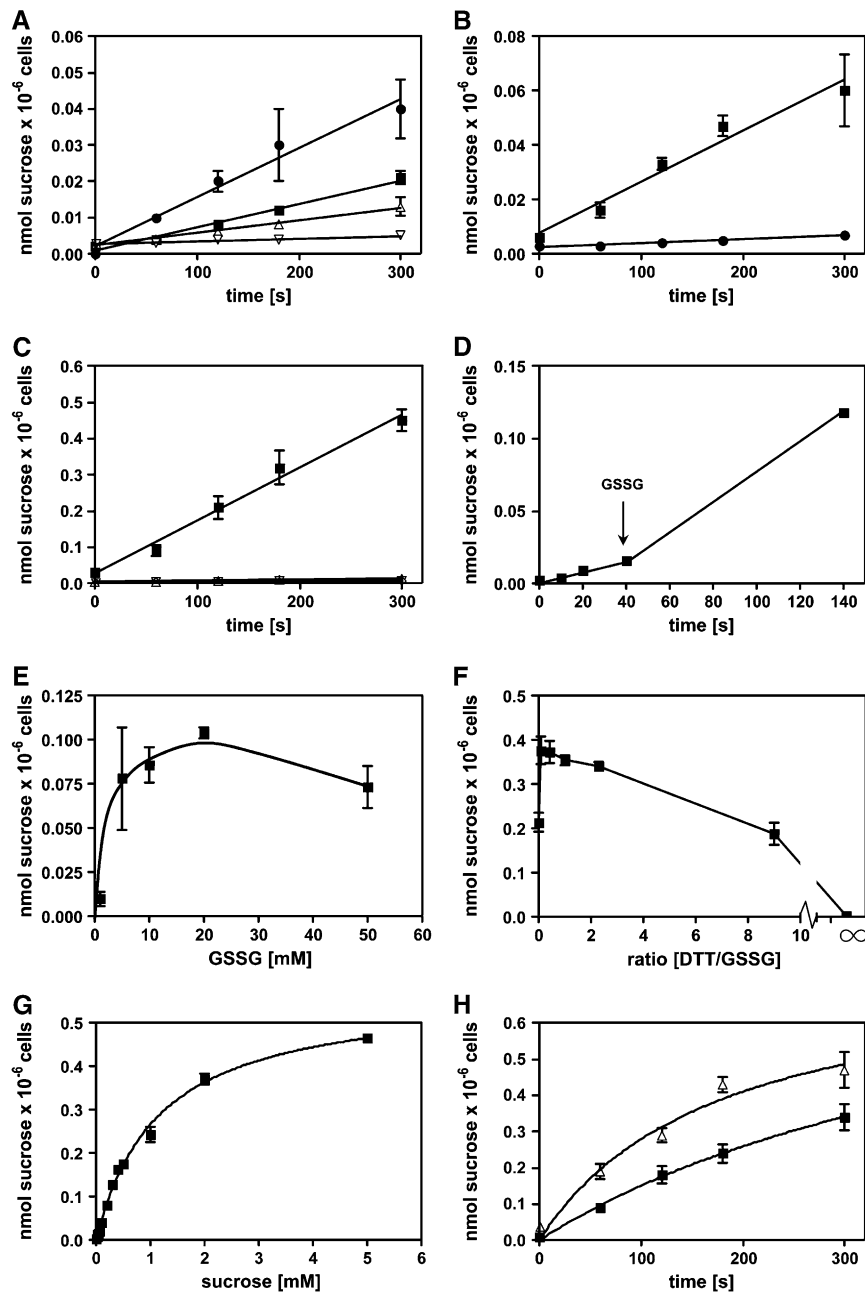 A
nmol sucrose x 10-6 cells
0.06
0.05
0.04
0.03
0.02
0.01
0.00
0 100 200 300
time [s]
B
nmol sucrose x 10-6 cells
0.08
0.06
0.04
0.02
0.00
0 100 200 300
time [s]
C
nmol sucrose x 10-6 cells
0.6
0.5
0.4
0.3
0.2
0.1
0.0
0 100 200 300
time [s]
D
nmol sucrose x 10-6 cells
0.15
0.10
0.05
0.00
GSSG
0 20 40 60 80 100 120 140
time [s]
E
nmol sucrose x 10-6 cells
0.125
0.100
0.075
0.050
0.025
0.000
0 10 20 30 40 50 60
GSSG [mM]
F
nmol sucrose x 10-6 cells
0.5
0.4
0.3
0.2
0.1
0.0
0 2 4 6 8 10 ∞
ratio [DTT/GSSG]
G
nmol sucrose x 10-6 cells
0.5
0.4
0.3
0.2
0.1
0.0
0 1 2 3 4 5 6
sucrose [mM]
H
nmol sucrose x 10-6 cells
0.6
0.5
0.4
0.3
0.2
0.1
0.0
0 100 200 300
time [s]